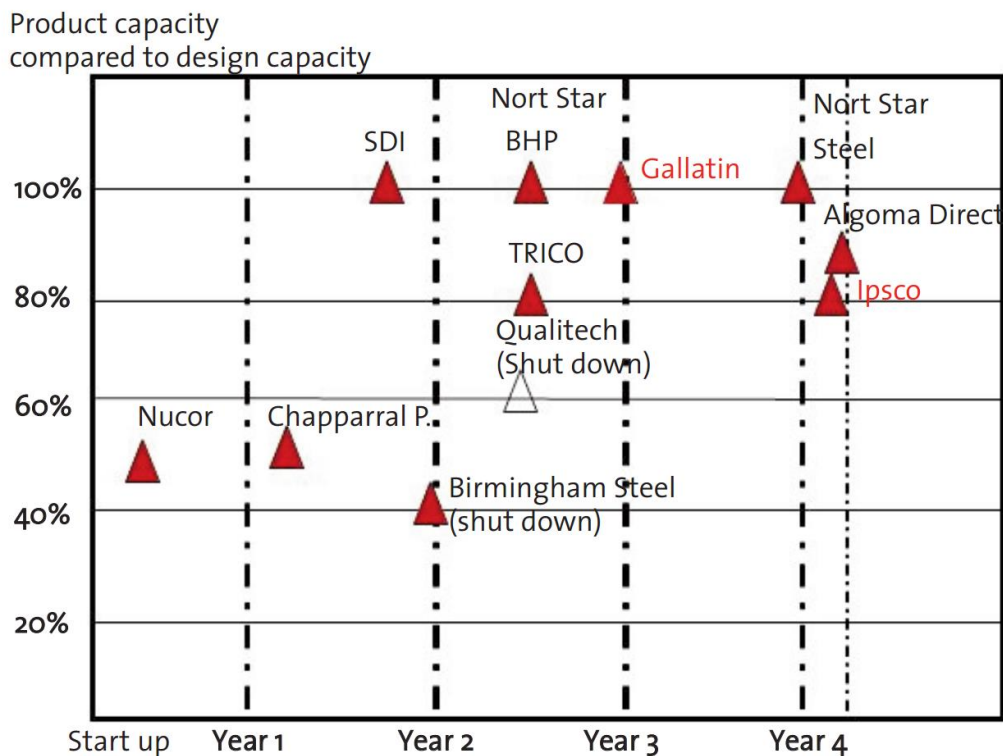 Product capacity
compared to design capacity
Nort Star
Nort Star
SDI
BHP
Steel
Gallatin
100%
Algoma Direct
TRICO
80%
Ipsco
Qualitech
(Shut down)
60%
Nucor
Chapparral P.
Birmingham Steel
(shut down)
40%
20%
Start up
Year 1
Year 2
Year 3
Year 4